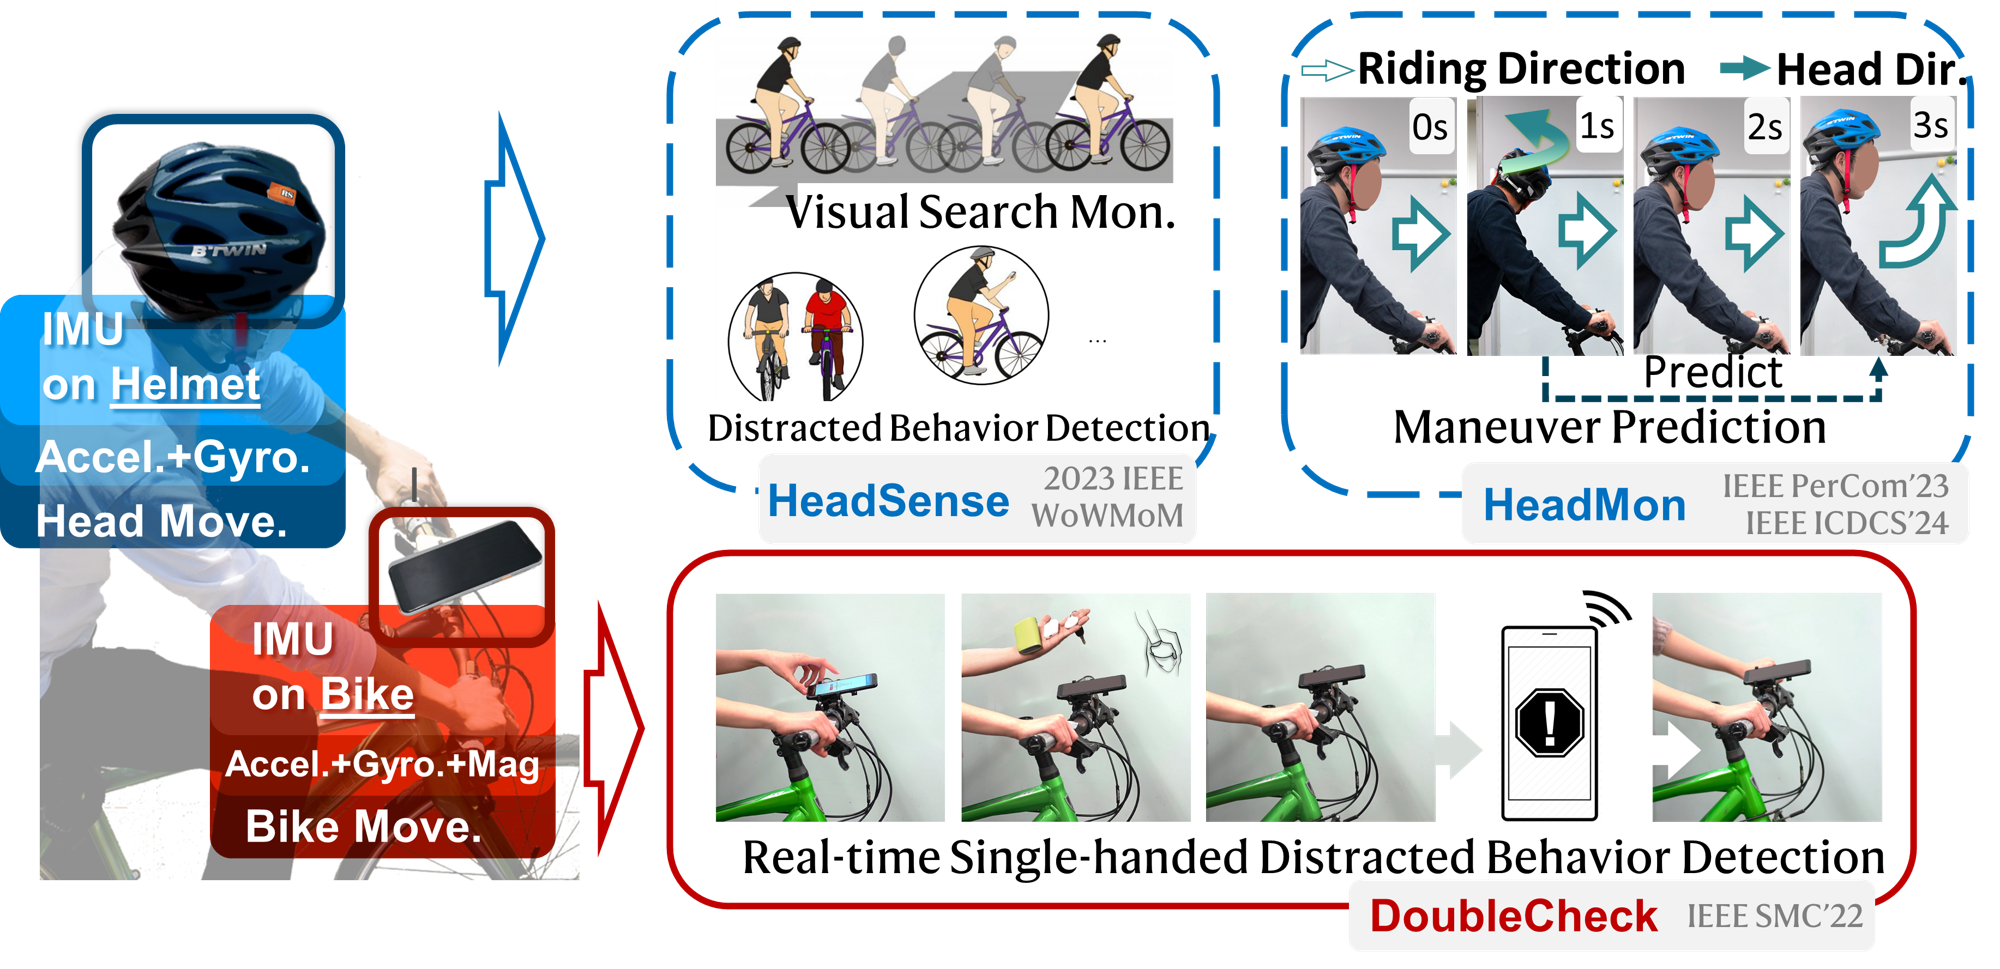 RS
B'TWIN
IMU
on Helmet
Accel.+Gyro.
Head Move.
IMU
on Bike
Accel.+Gyro.+Mag
Bike Move.
Visual Search Mon.
...
Distracted Behavior Detection
HeadSense
2023 IEEE
WoWMoM
Riding Direction
Head Dir.
0s
1s
2s
3s
Predict
Maneuver Prediction
HeadMon
IEEE PerCom’23
IEEE ICDCS’24
!
Real-time Single-handed Distracted Behavior Detection
DoubleCheck
IEEE SMC’22